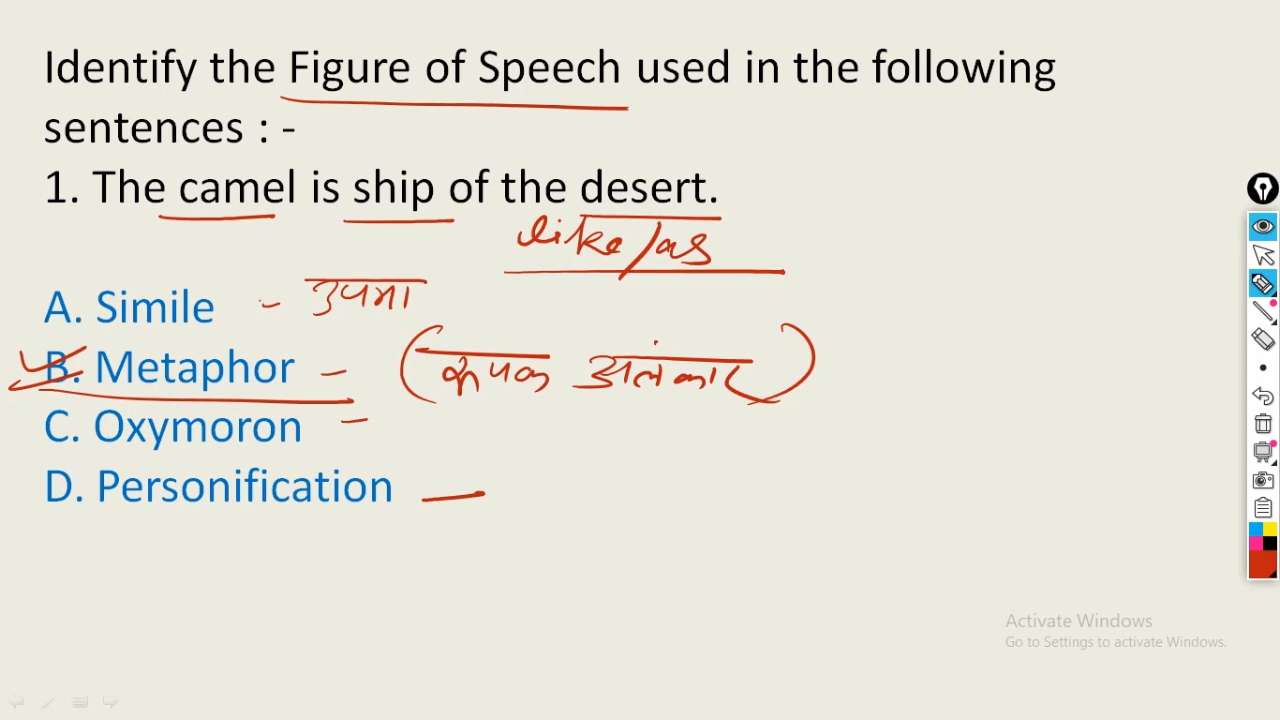 Identify the Figure of Speech used in the following
sentences : -
1. The camel is ship of the desert.
like/as
A. Simile - उपमा
B. Metaphor - (रूपक अलंकार)
C. Oxymoron -
D. Personification -
Activate Windows
Go to Settings to activate Windows.